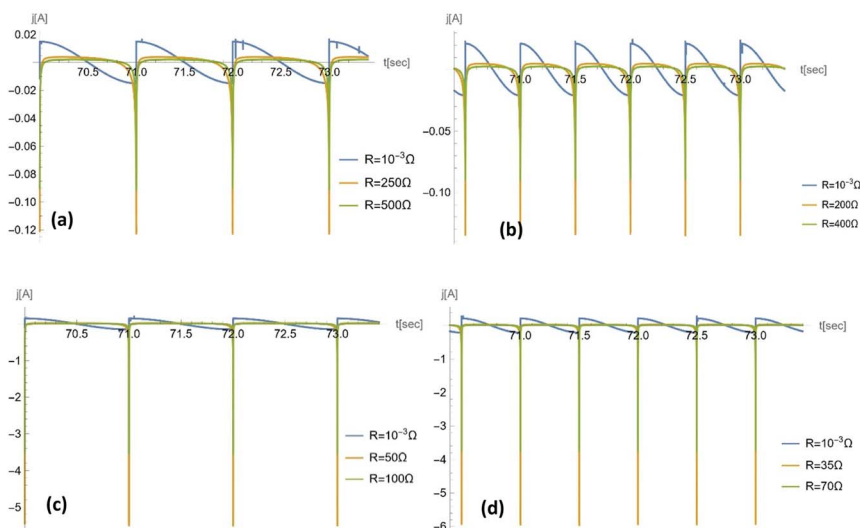 j[A]
0.02
t[sec]
70.5 71.0 71.5 72.0 72.5 73.0
-0.02
-0.04
-0.06
-0.08
-0.10
-0.12
R=10⁻³Ω
R=250Ω
R=500Ω
(a)
j[A]
t[sec]
71.0 71.5 72.0 72.5 73.0
-0.05
-0.10
R=10⁻³Ω
R=200Ω
R=400Ω
(b)
j[A]
t[sec]
70.5 71.0 71.5 72.0 72.5 73.0
-1
-2
-3
-4
-5
R=10⁻³Ω
R=50Ω
R=100Ω
(c)
j[A]
t[sec]
71.0 71.5 72.0 72.5 73.0
-1
-2
-3
-4
-5
-6
R=10⁻³Ω
R=35Ω
R=70Ω
(d)